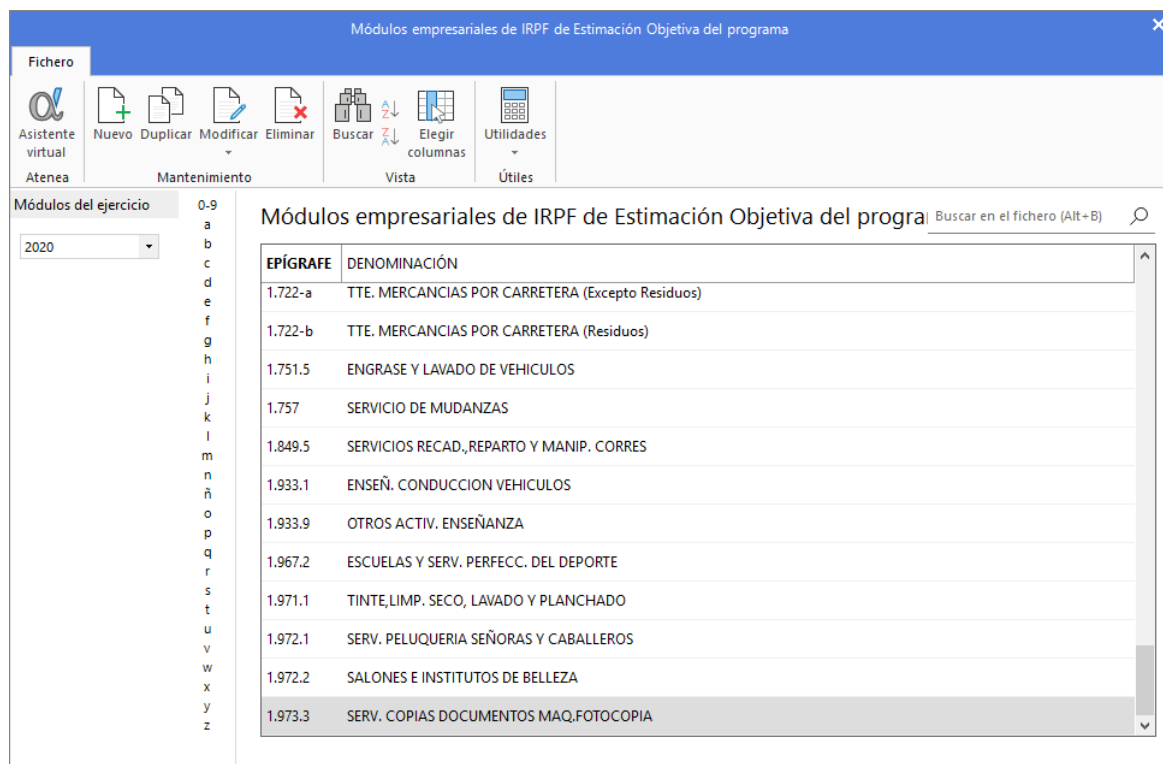 Módulos empresariales de IRPF de Estimación Objetiva del programa
Fichero
Asistente virtual
Nuevo
Duplicar
Modificar
Eliminar
Buscar
Elegir columnas
Utilidades
Atenea
Mantenimiento
Vista
Útiles
Módulos del ejercicio
2020
0-9
a
b
c
d
e
f
g
h
i
j
k
l
m
n
ñ
o
p
q
r
s
t
u
v
w
x
y
z
Módulos empresariales de IRPF de Estimación Objetiva del progra
Buscar en el fichero (Alt+B)
EPÍGRAFE DENOMINACIÓN
1.722-a TTE. MERCANCIAS POR CARRETERA (Excepto Residuos)
1.722-b TTE. MERCANCIAS POR CARRETERA (Residuos)
1.751.5 ENGRASE Y LAVADO DE VEHICULOS
1.757 SERVICIO DE MUDANZAS
1.849.5 SERVICIOS RECAD.,REPARTO Y MANIP. CORRES
1.933.1 ENSEÑ. CONDUCCION VEHICULOS
1.933.9 OTROS ACTIV. ENSEÑANZA
1.967.2 ESCUELAS Y SERV. PERFECC. DEL DEPORTE
1.971.1 TINTE,LIMP. SECO, LAVADO Y PLANCHADO
1.972.1 SERV. PELUQUERIA SEÑORAS Y CABALLEROS
1.972.2 SALONES E INSTITUTOS DE BELLEZA
1.973.3 SERV. COPIAS DOCUMENTOS MAQ.FOTOCOPIA